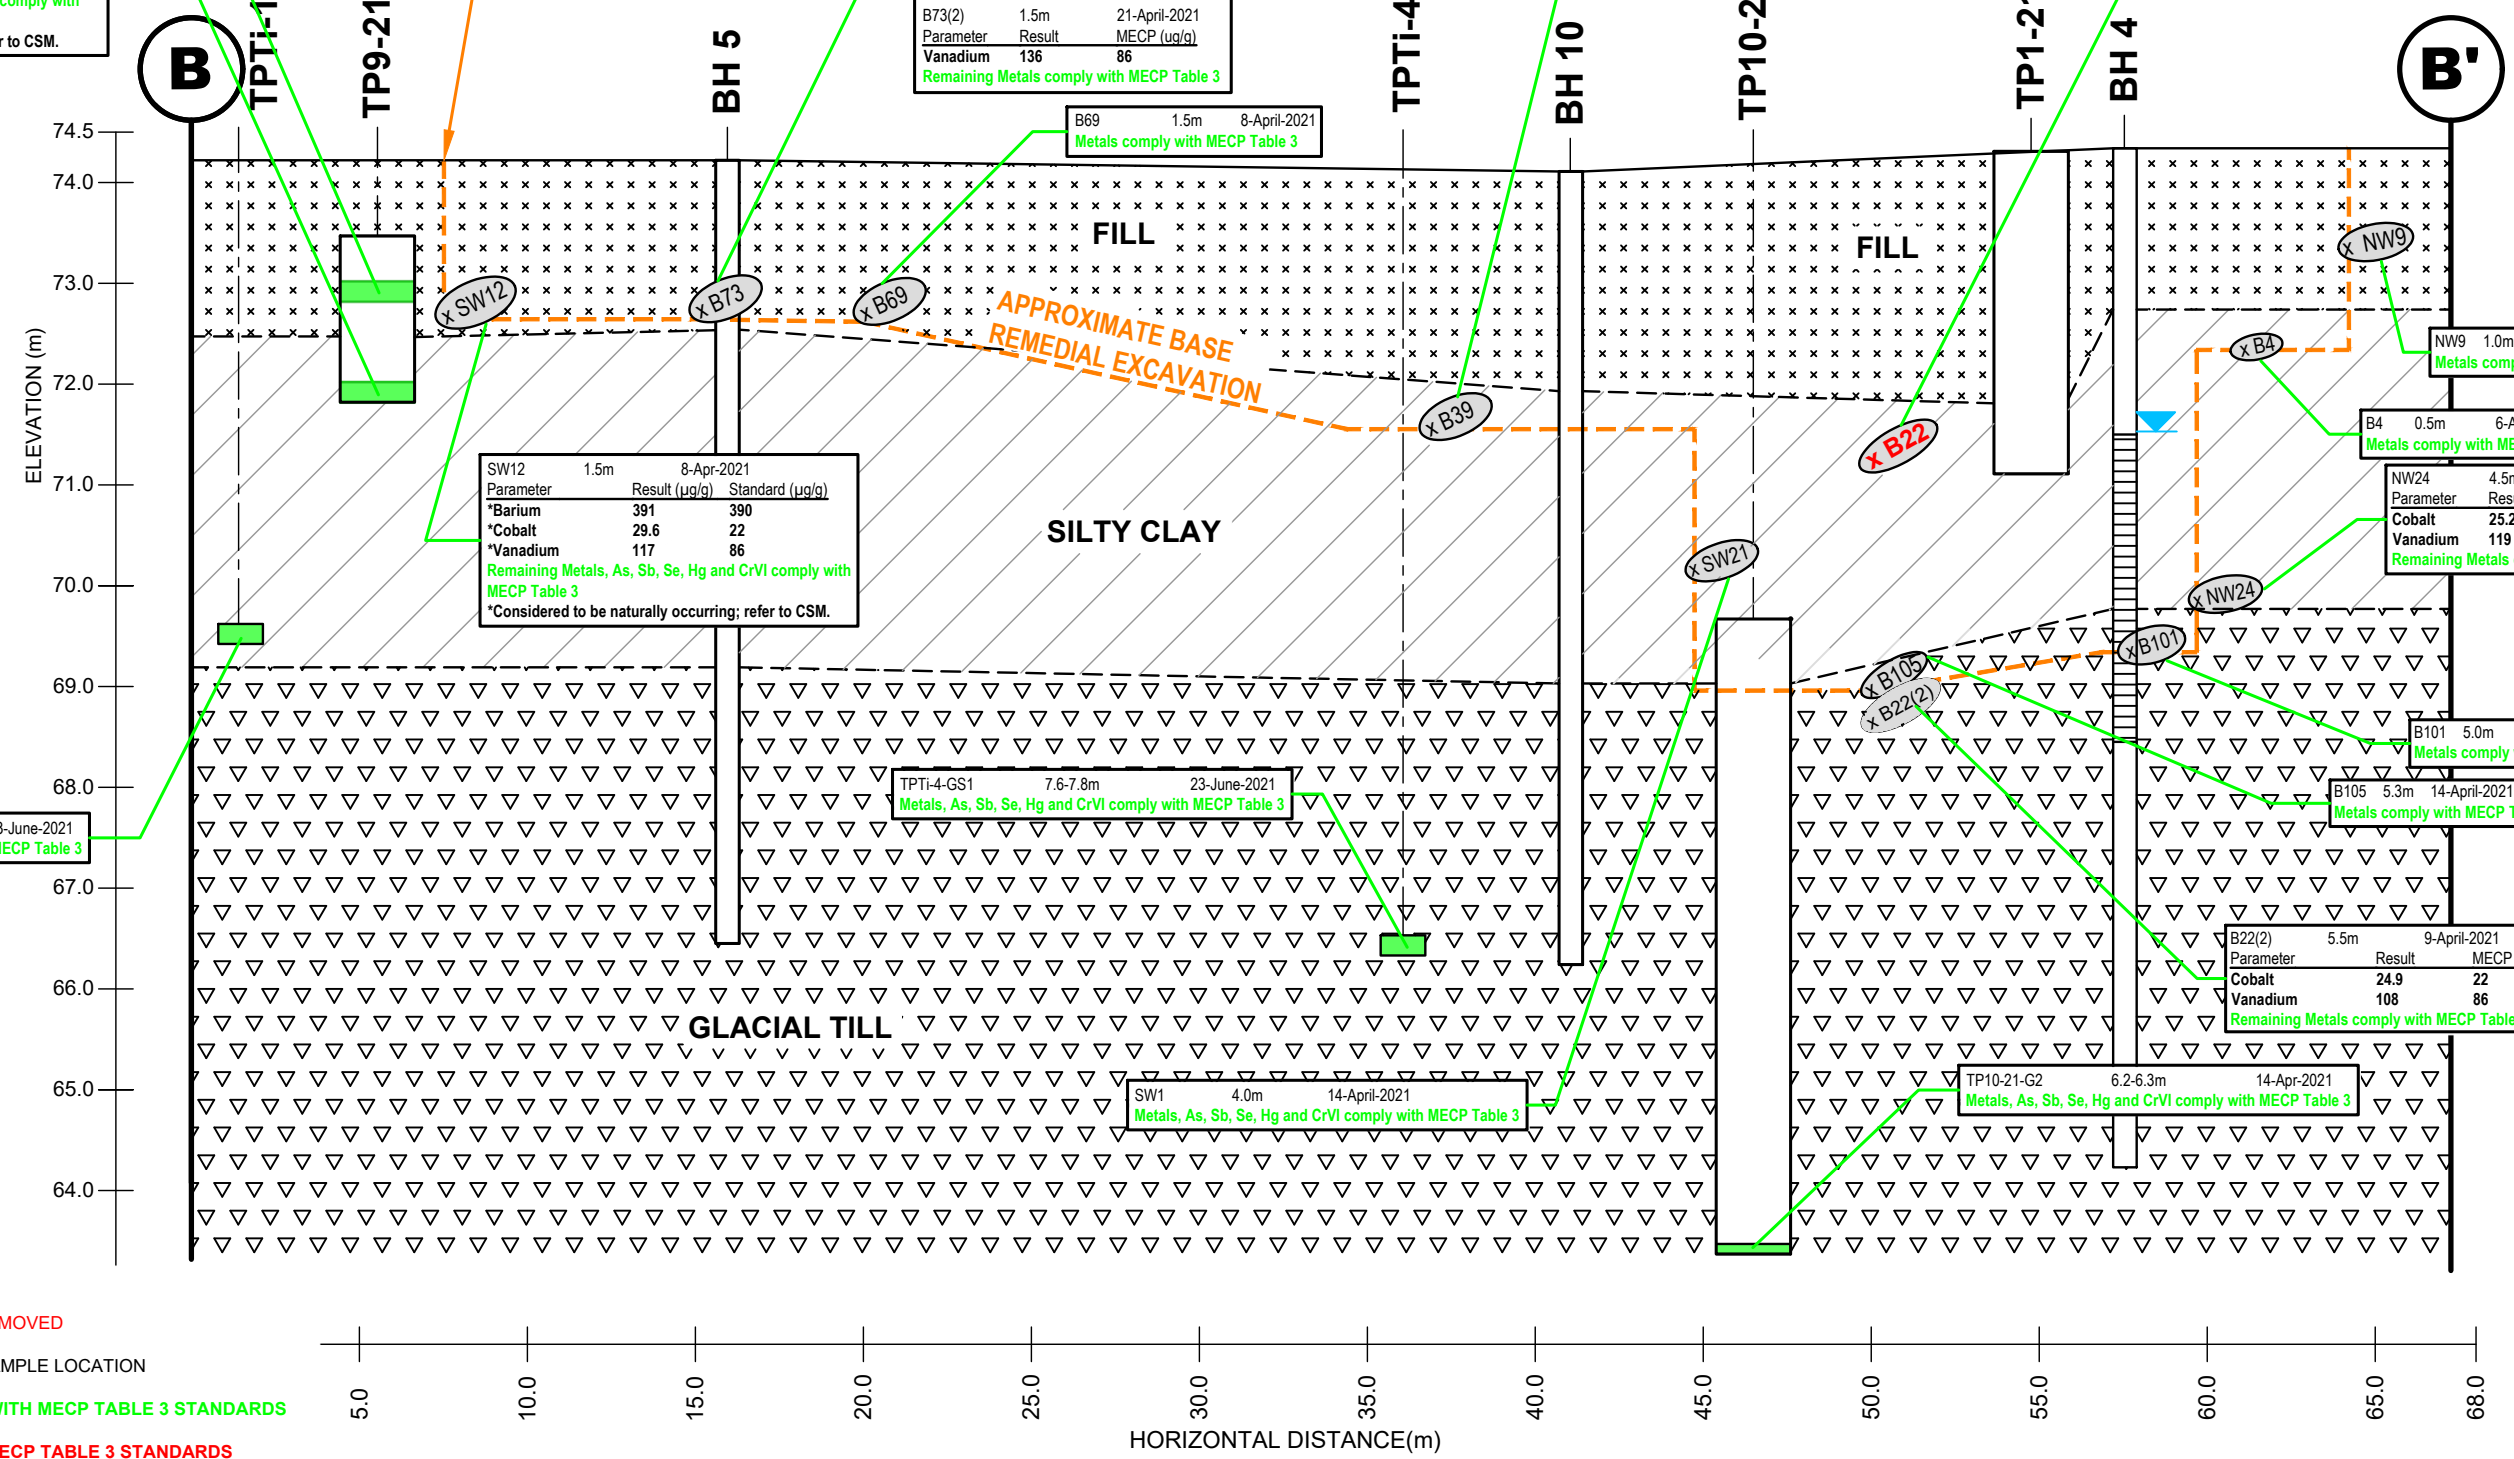 comply with
r to CSM.
B
TPTi-1
TP9-21
BH 5
B73(2) 1.5m 21-April-2021
Parameter Result MECP (ug/g)
Vanadium 136 86
Remaining Metals comply with MECP Table 3
TPTi-4
BH 10
TP10-2
TP1-21
BH 4
B'
B69 1.5m 8-April-2021
Metals comply with MECP Table 3
ELEVATION (m)
74.5
74.0
73.0
72.0
71.0
70.0
69.0
68.0
67.0
66.0
65.0
64.0
FILL
FILL
x SW12
x B73
x B69
x NW9
APPROXIMATE BASE
REMEDIAL EXCAVATION
x B4
NW9 1.0m
Metals comp
x B39
x B22
B4 0.5m 6-A
Metals comply with ME
SW12 1.5m 8-Apr-2021
Parameter Result (µg/g) Standard (µg/g)
*Barium 391 390
*Cobalt 29.6 22
*Vanadium 117 86
Remaining Metals, As, Sb, Se, Hg and CrVI comply with
MECP Table 3
*Considered to be naturally occurring; refer to CSM.
NW24 4.5m
Parameter Res
Cobalt 25.2
Vanadium 119
Remaining Metals
SILTY CLAY
x SW21
x NW24
x B101
x B105
x B22(2)
B101 5.0m
Metals comply
TPTi-4-GS1 7.6-7.8m 23-June-2021
Metals, As, Sb, Se, Hg and CrVI comply with MECP Table 3
B105 5.3m 14-April-2021
Metals comply with MECP T
3-June-2021
MECP Table 3
B22(2) 5.5m 9-April-2021
Parameter Result MECP
Cobalt 24.9 22
Vanadium 108 86
Remaining Metals comply with MECP Table
GLACIAL TILL
SW1 4.0m 14-April-2021
Metals, As, Sb, Se, Hg and CrVI comply with MECP Table 3
TP10-21-G2 6.2-6.3m 14-Apr-2021
Metals, As, Sb, Se, Hg and CrVI comply with MECP Table 3
MOVED
MPLE LOCATION
WITH MECP TABLE 3 STANDARDS
ECP TABLE 3 STANDARDS
5.0 10.0 15.0 20.0 25.0 30.0 35.0 40.0 45.0 50.0 55.0 60.0 65.0 68.0
HORIZONTAL DISTANCE(m)